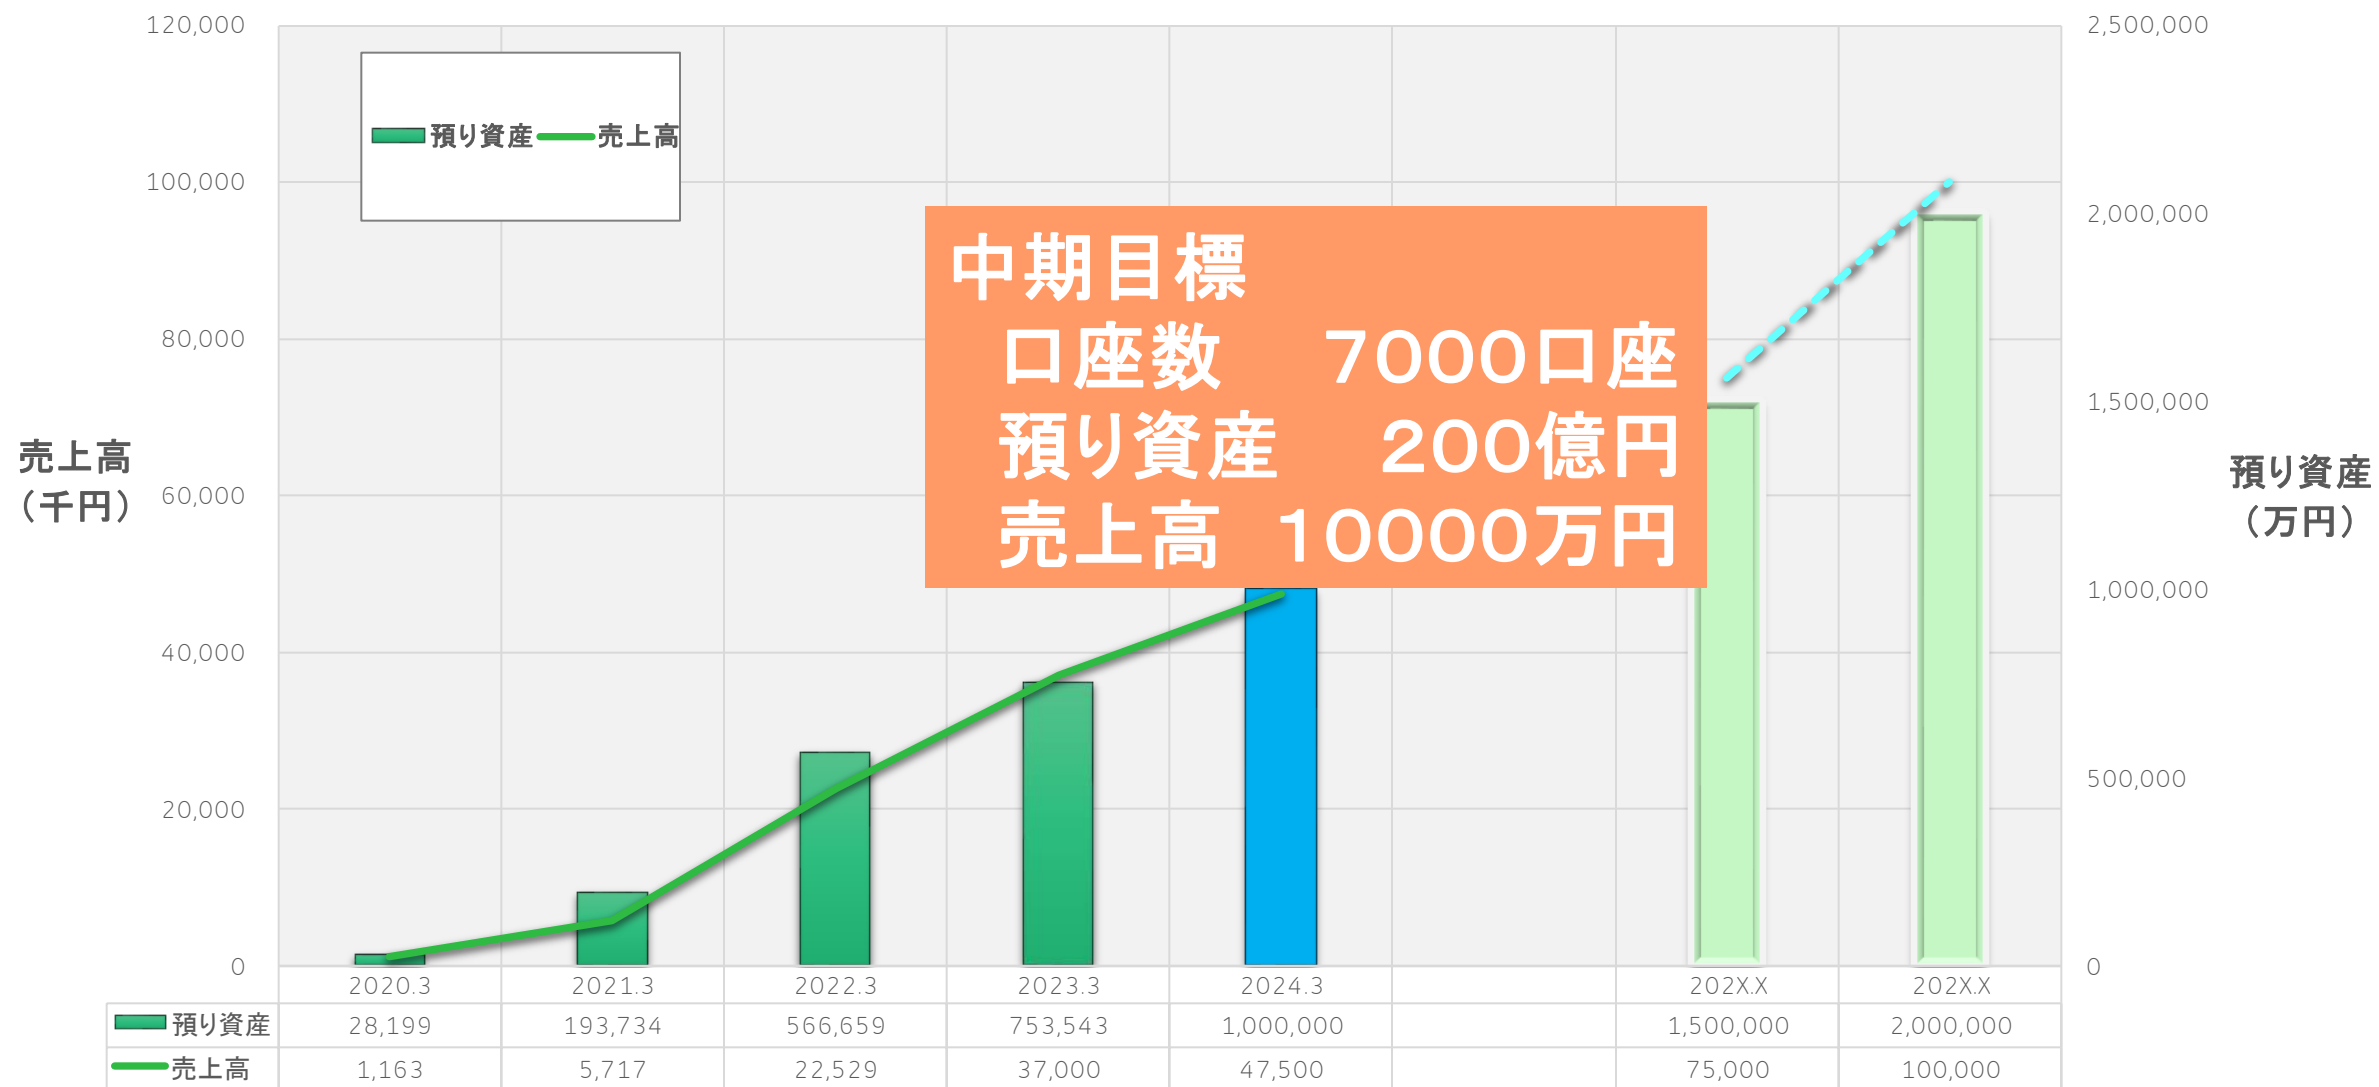 120,000
100,000
80,000
60,000
40,000
20,000
0
売上高
（千円）
預り資産 売上高
中期目標
口座数 ７０００口座
預り資産 ２００億円
売上高 １００００万円
2,500,000
2,000,000
1,500,000
1,000,000
500,000
0
預り資産
（万円）
2020.3 2021.3 2022.3 2023.3 2024.3 202X.X 202X.X
預り資産 28,199 193,734 566,659 753,543 1,000,000 1,500,000 2,000,000
売上高 1,163 5,717 22,529 37,000 47,500 75,000 100,000